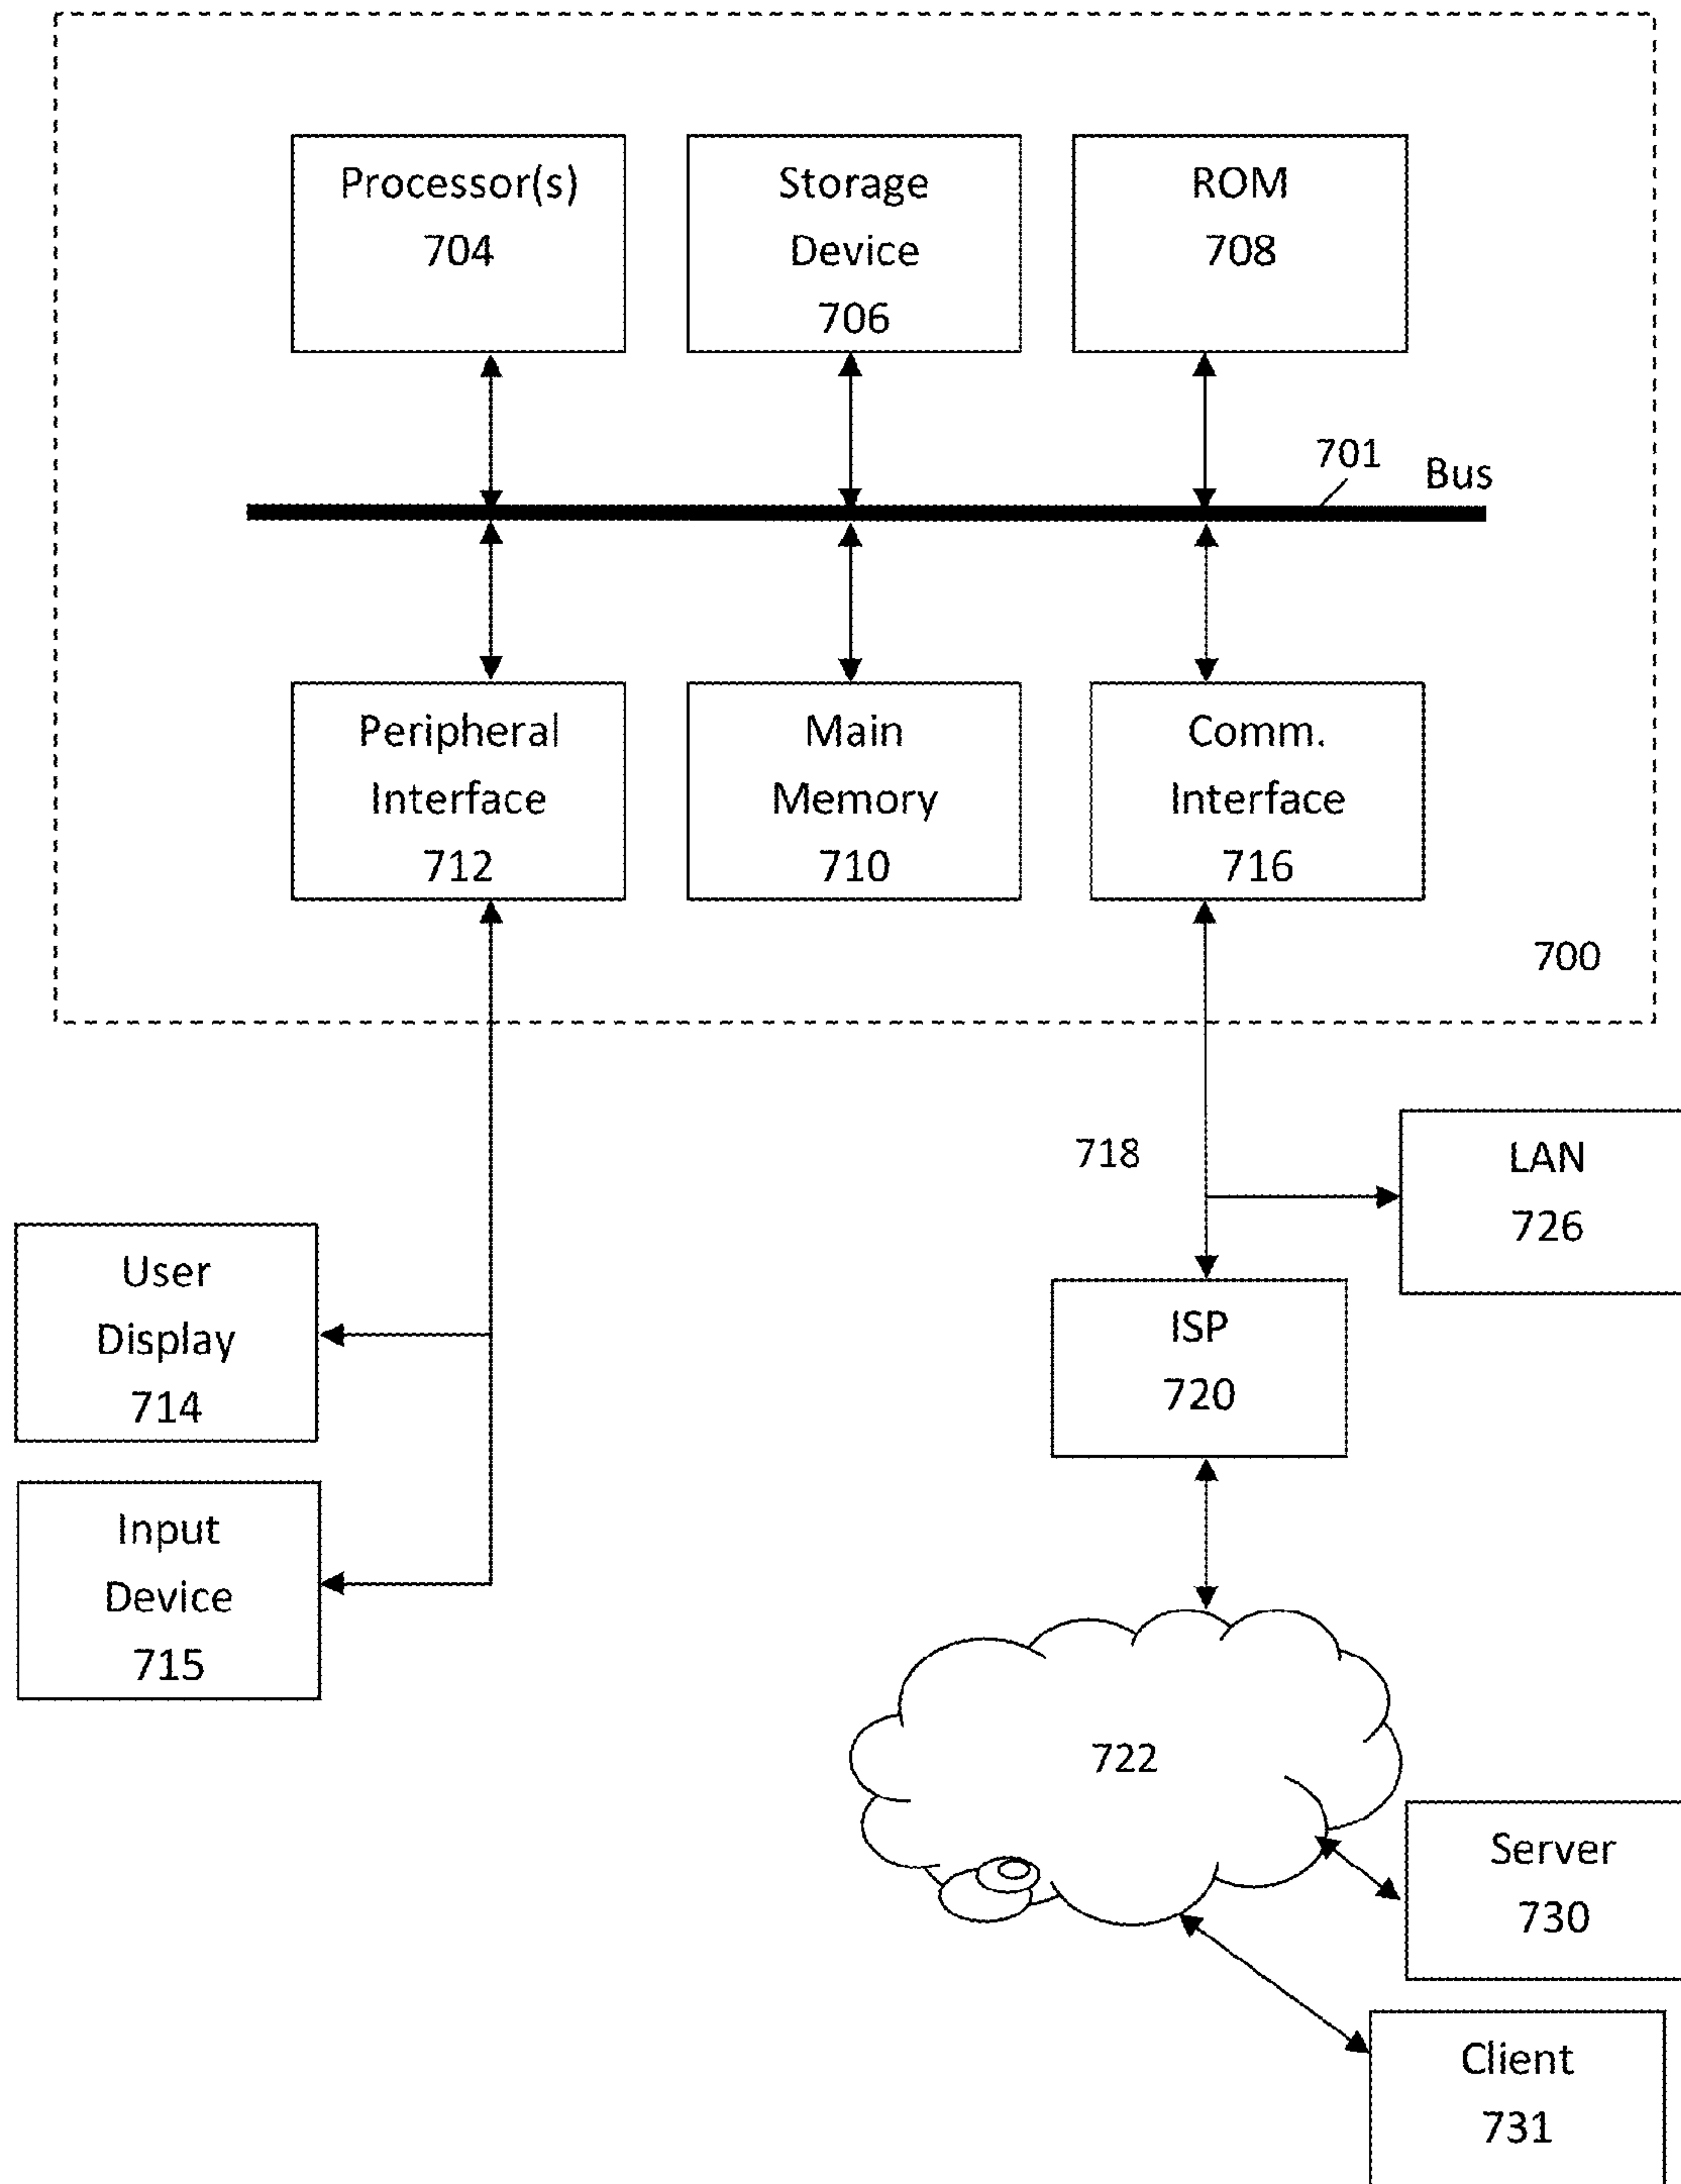 Processor(s)
704
Storage
Device
706
ROM
708
701
Bus
Peripheral
Interface
712
Main
Memory
710
Comm.
Interface
716
700
718
LAN
726
User
Display
714
ISP
720
Input
Device
715
722
Server
730
Client
731